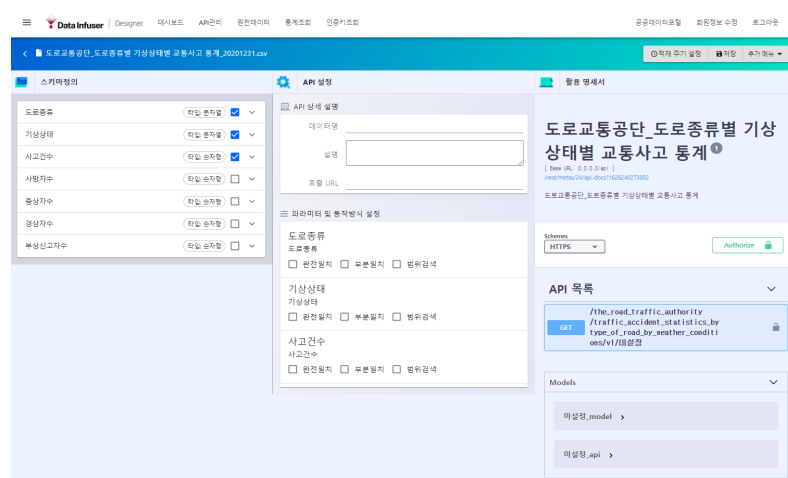 Data Infuser Designer 대시보드 API관리 원천데이터 통계조회 인증키조회 공공데이터포털 회원정보 수정 로그아웃
도로교통공단_도로종류별 기상상태별 교통사고 통계_20201231.csv 적재 주기 설정 저장 추가 메뉴
스키마정의
도로종류 타입: 문자열
기상상태 타입: 문자열
사고건수 타입: 숫자형
사망자수 타입: 숫자형
중상자수 타입: 숫자형
경상자수 타입: 숫자형
부상신고자수 타입: 숫자형
API 설정
API 상세 설명
데이터명
설명
호출 URL
파라미터 및 동작방식 설정
도로종류
도로종류
완전일치 부분일치 범위검색
기상상태
기상상태
완전일치 부분일치 범위검색
사고건수
사고건수
완전일치 부분일치 범위검색
활용 명세서
도로교통공단_도로종류별 기상
상태별 교통사고 통계 1
[ Base URL: 0.0.0.0/api ]
/rest/metas/24/api-docs?1628240273882
도로교통공단_도로종류별 기상상태별 교통사고 통계
Schemes
HTTPS Authorize
API 목록
GET /the_road_traffic_authority
/traffic_accident_statistics_by
type_of_road_by_weather_conditi
ons/v1/미설정
Models
미설정_model
미설정_api